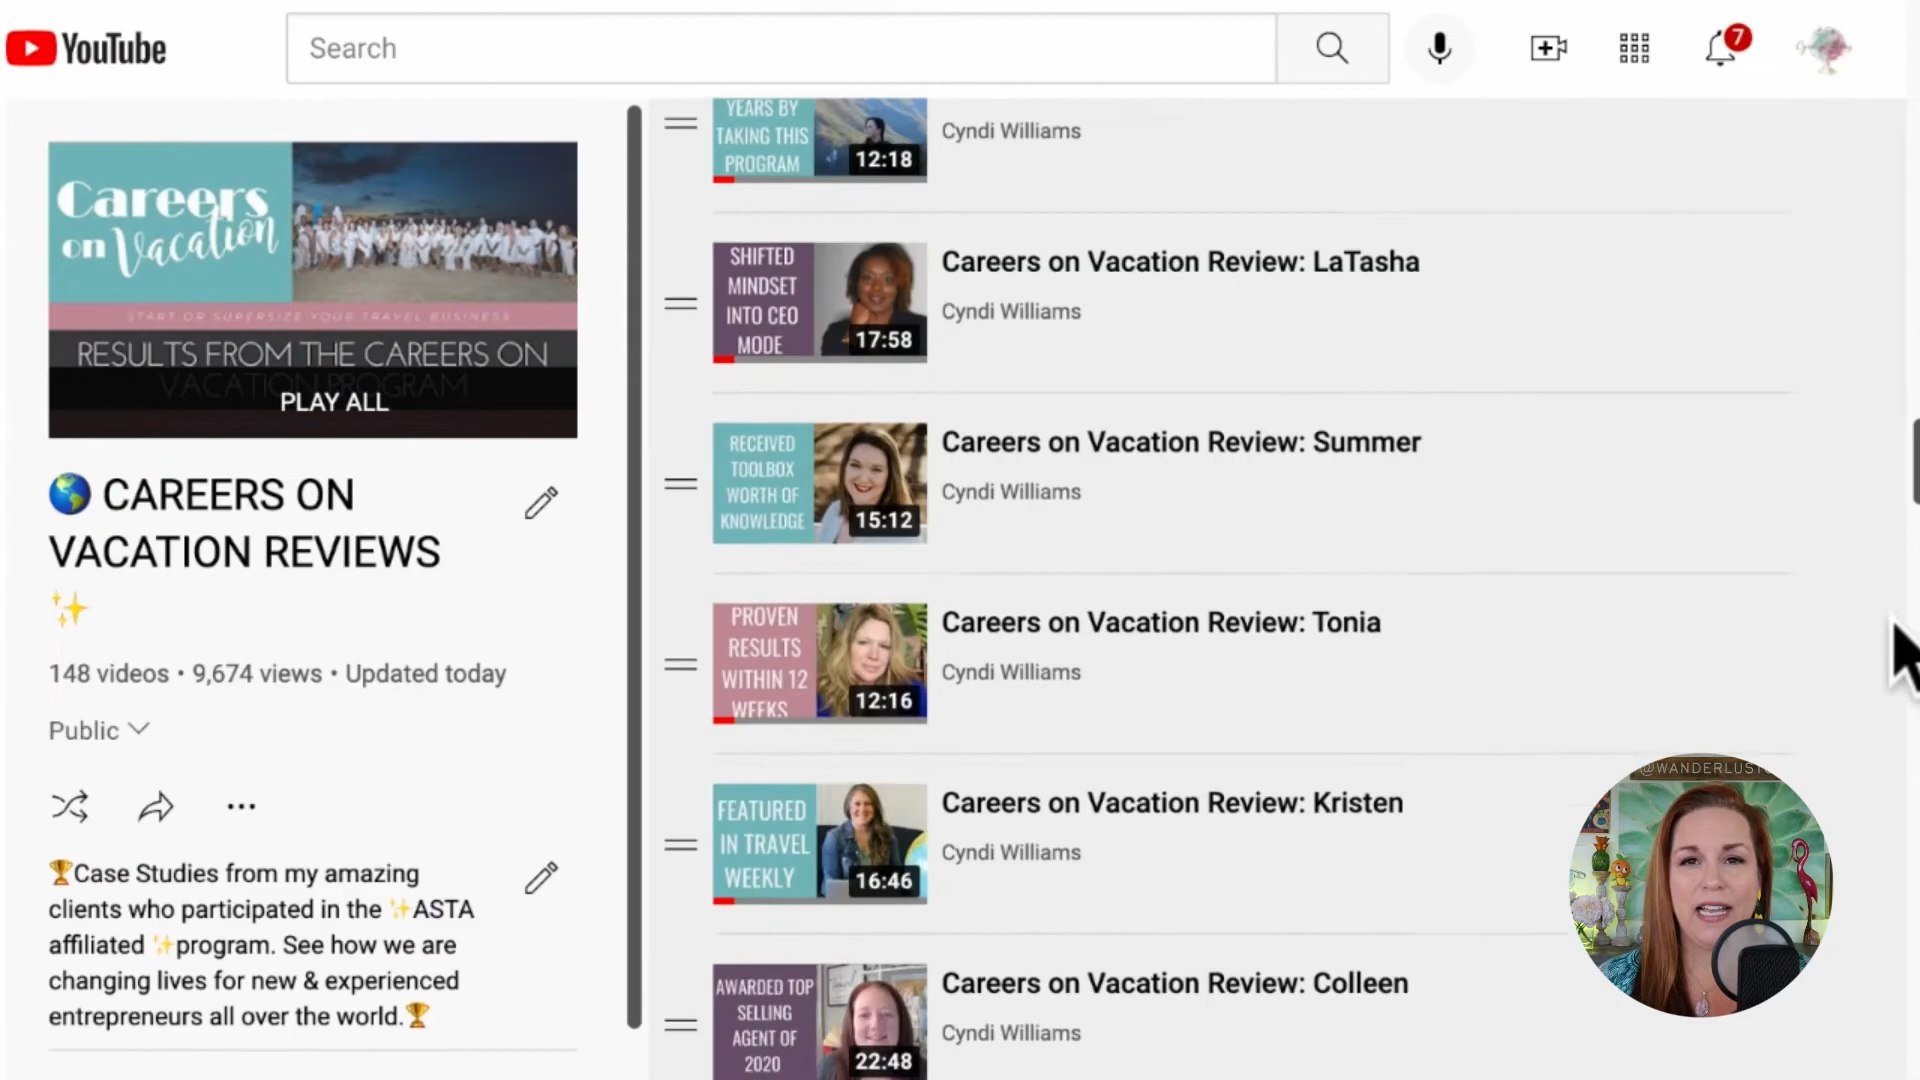 YouTube
Search
7
Careers
on Vacation
START OR SUPERSIZE YOUR TRAVEL BUSINESS
RESULTS FROM THE CAREERS ON
VACATION PROGRAM
PLAY ALL
CAREERS ON
VACATION REVIEWS
148 videos • 9,674 views • Updated today
Public
🏆Case Studies from my amazing
clients who participated in the ✨ASTA
affiliated ✨program. See how we are
changing lives for new & experienced
entrepreneurs all over the world.🏆
YEARS BY
TAKING THIS
PROGRAM
12:18
Cyndi Williams
SHIFTED
MINDSET
INTO CEO
MODE
17:58
Careers on Vacation Review: LaTasha
Cyndi Williams
RECEIVED
TOOLBOX
WORTH OF
KNOWLEDGE
15:12
Careers on Vacation Review: Summer
Cyndi Williams
PROVEN
RESULTS
WITHIN 12
WEEKS
12:16
Careers on Vacation Review: Tonia
Cyndi Williams
FEATURED
IN TRAVEL
WEEKLY
16:46
Careers on Vacation Review: Kristen
Cyndi Williams
AWARDED TOP
SELLING
AGENT OF
2020
22:48
Careers on Vacation Review: Colleen
Cyndi Williams
@WANDERLUST